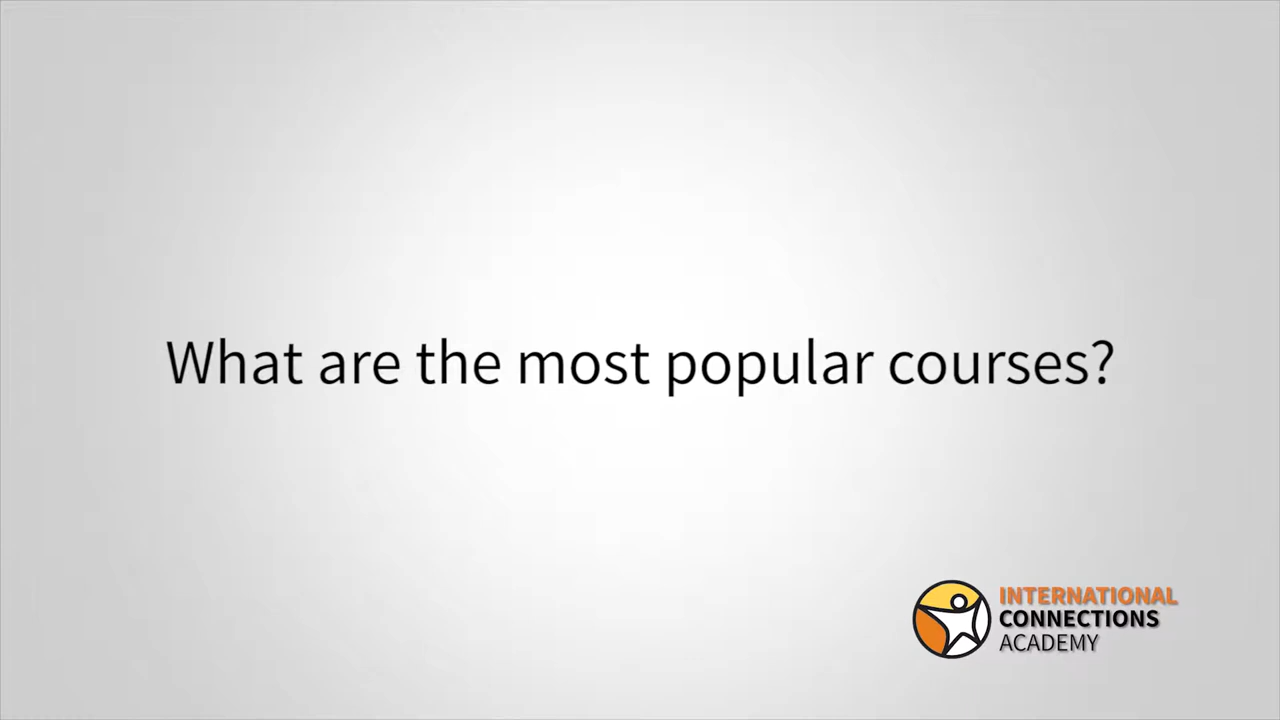 What are the most popular courses?
INTERNATIONAL
CONNECTIONS
ACADEMY